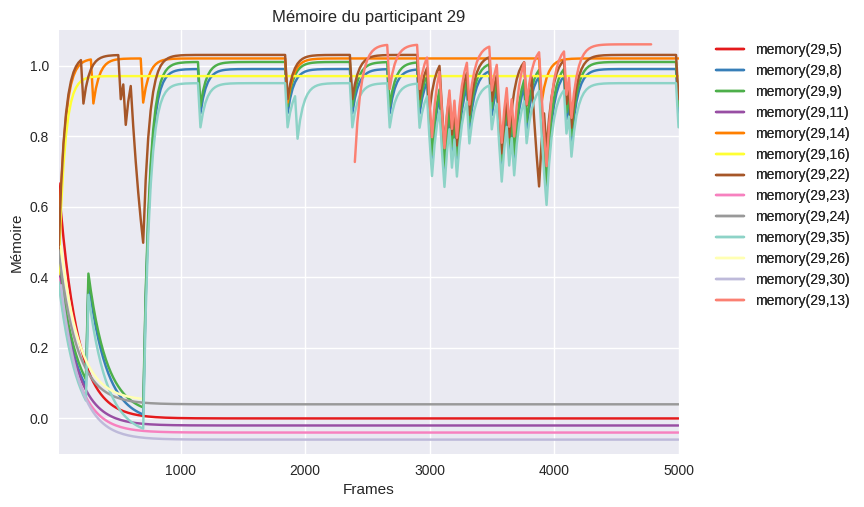 Mémoire du participant 29
Mémoire
1.0
0.8
0.6
0.4
0.2
0.0
1000
2000
3000
4000
5000
Frames
memory(29,5)
memory(29,8)
memory(29,9)
memory(29,11)
memory(29,14)
memory(29,16)
memory(29,22)
memory(29,23)
memory(29,24)
memory(29,35)
memory(29,26)
memory(29,30)
memory(29,13)